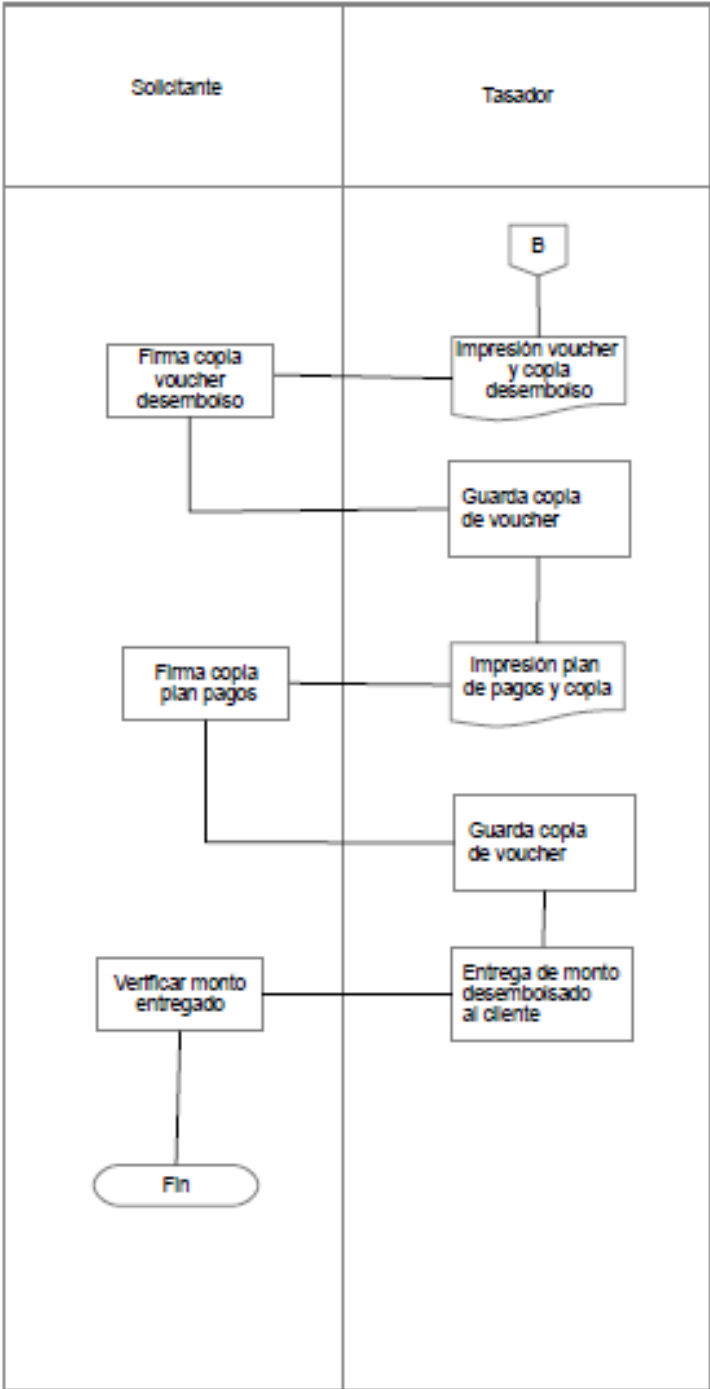 Solicitante
Tasador
B
Impresión voucher
y copia
desembolso
Firma copia
voucher
desembolso
Guarda copia
de voucher
Impresión plan
de pagos y copia
Firma copia
plan pagos
Guarda copia
de voucher
Entrega de monto
desembolsado
al cliente
Verificar monto
entregado
Fin